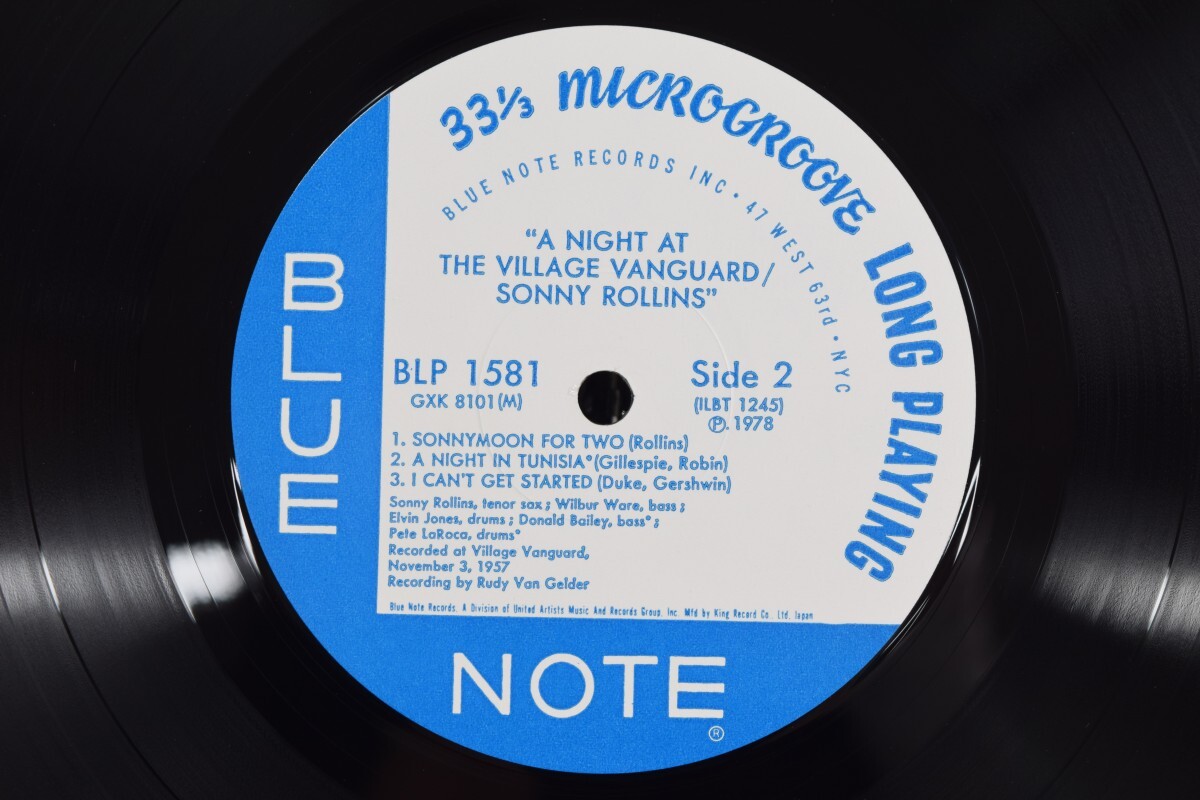 33⅓ MICROGROOVE LONG PLAYING
BLUE NOTE RECORDS INC • 47 WEST 63rd • NYC
"A NIGHT AT
THE VILLAGE VANGUARD/
SONNY ROLLINS"
BLP 1581
GXK 8101(M)
Side 2
(ILBT 1245)
℗. 1978
1. SONNYMOON FOR TWO (Rollins)
2. A NIGHT IN TUNISIA° (Gillespie, Robin)
3. I CAN'T GET STARTED (Duke, Gershwin)
Sonny Rollins, tenor sax ; Wilbur Ware, bass ;
Elvin Jones, drums ; Donald Bailey, bass° ;
Pete LaRoca, drums°
Recorded at Village Vanguard,
November 3, 1957
Recording by Rudy Van Gelder
Blue Note Records. A Division of United Artists Music And Records Group, Inc. Mfd by King Record Co. Ltd. Japan
BLUE
NOTE
®